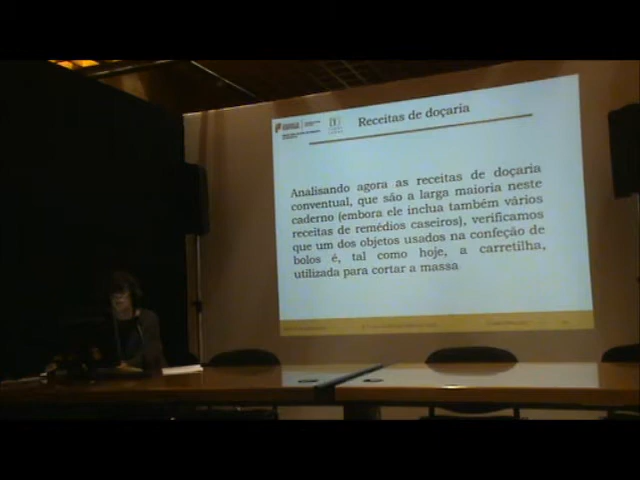 Receitas de doçaria
Analisando agora as receitas de doçaria
conventual, que são a larga maioria neste
caderno (embora ele inclua também vários
receitas de remédios caseiros), verificamos
que um dos objetos usados na confeção de
bolos é, tal como hoje, a carretilha,
utilizada para cortar a massa